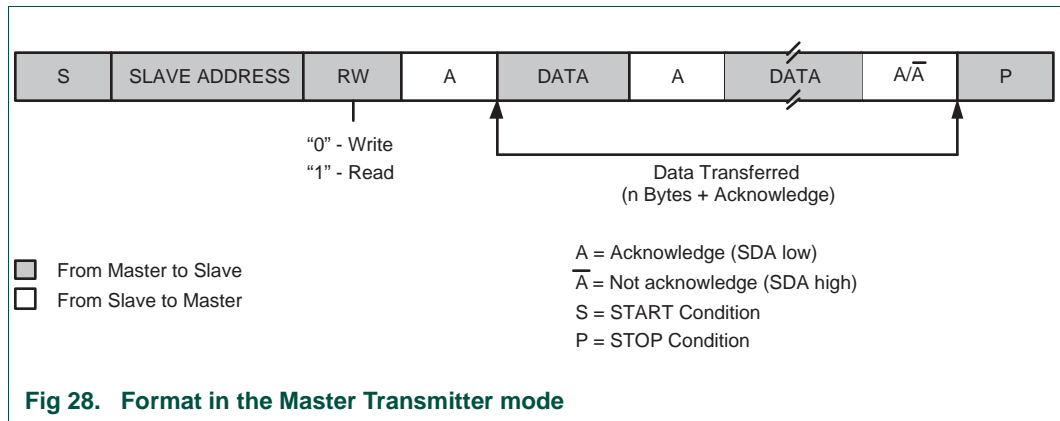 S SLAVE ADDRESS RW A DATA A DATA A/A̅ P
“0” - Write
“1” - Read
Data Transferred
(n Bytes + Acknowledge)
From Master to Slave
From Slave to Master
A = Acknowledge (SDA low)
A̅ = Not acknowledge (SDA high)
S = START Condition
P = STOP Condition
Fig 28. Format in the Master Transmitter mode